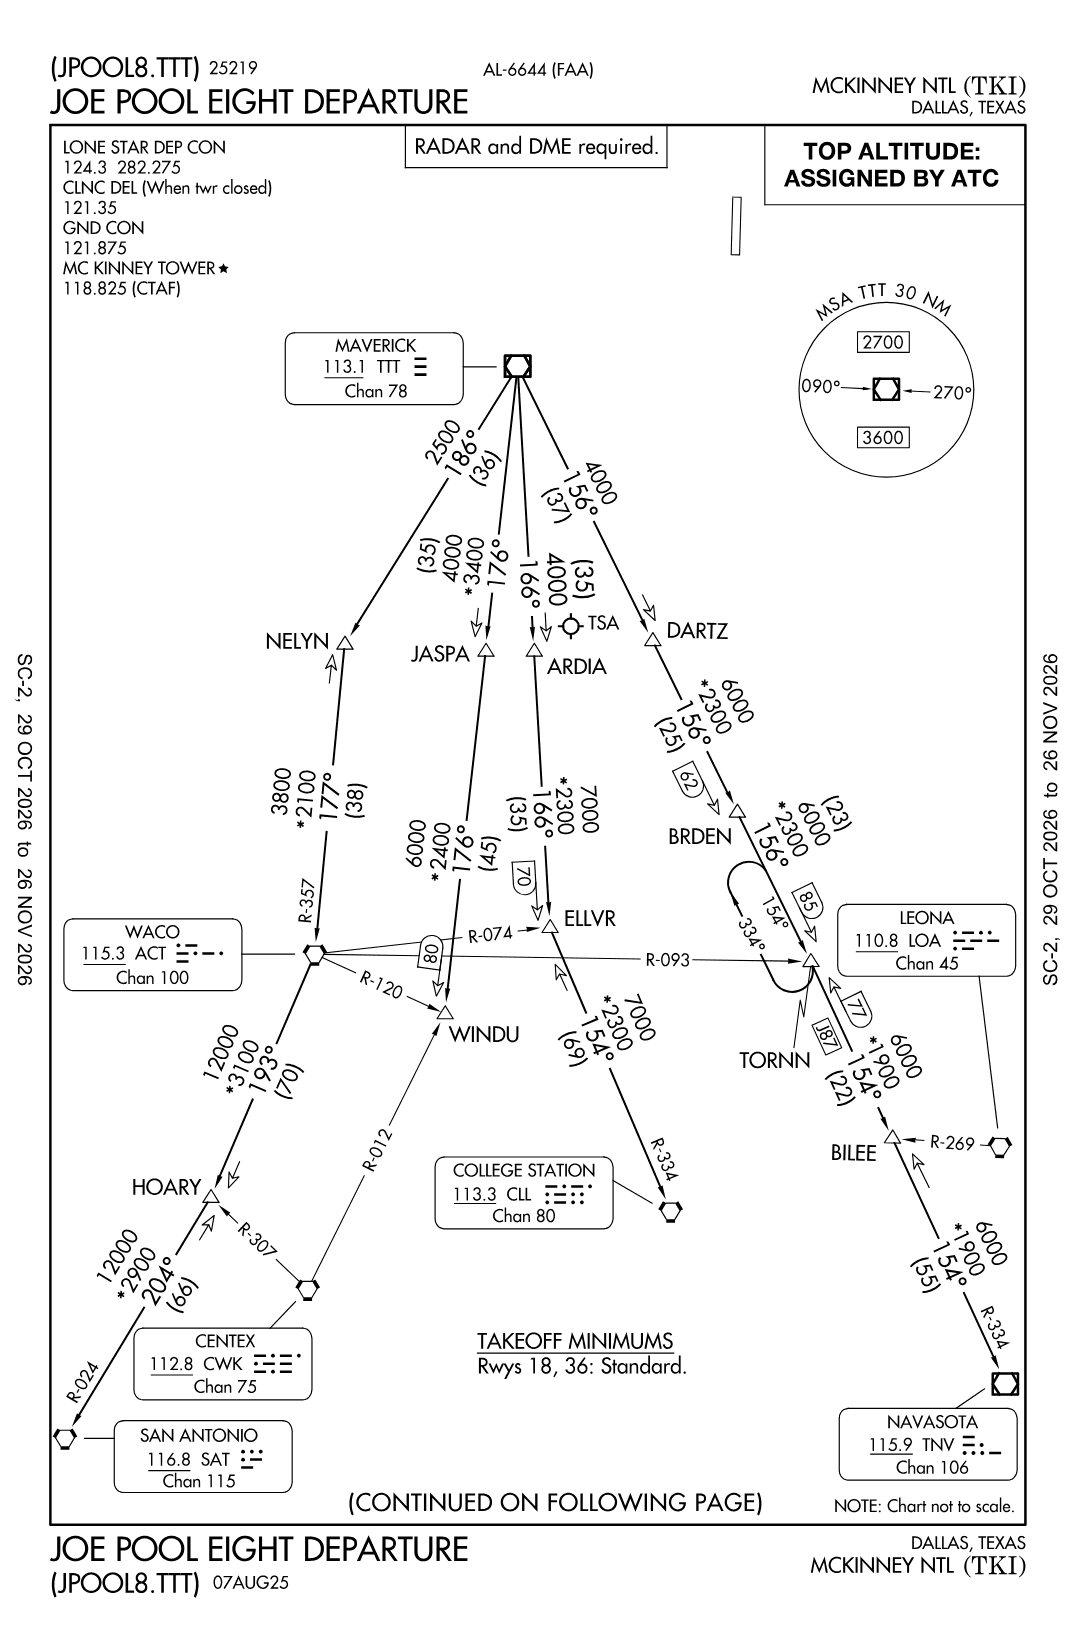 (JPOOL8.TTT) 25219
AL-6644 (FAA)
MCKINNEY NTL (TKI)
JOE POOL EIGHT DEPARTURE
DALLAS, TEXAS
LONE STAR DEP CON
124.3 282.275
CLNC DEL (When twr closed)
121.35
GND CON
121.875
MC KINNEY TOWER★
118.825 (CTAF)
RADAR and DME required.
TOP ALTITUDE:
ASSIGNED BY ATC
MSA TTT 30 NM
2700
090°
270°
3600
MAVERICK
113.1 TTT
Chan 78
2500
186°
(36)
(35)
4000
*3400
176°
166°
4000
(35)
4000
156°
(37)
TSA
NELYN
JASPA
ARDIA
DARTZ
3800
*2100
177°
(38)
R-357
6000
*2400
176°
(45)
80
7000
*2300
166°
(35)
70
6000
*2300
156°
(25)
62
BRDEN
(23)
6000
*2300
156°
85
154°
334°
WACO
115.3 ACT
Chan 100
R-074
ELLVR
R-093
R-120
WINDU
LEONA
110.8 LOA
Chan 45
TORNN
77
J87
6000
*1900
154°
(22)
12000
*3100
193°
(70)
7000
*2300
154°
(69)
R-334
R-012
BILEE
R-269
HOARY
R-307
COLLEGE STATION
113.3 CLL
Chan 80
12000
*2900
204°
(66)
R-024
6000
*1900
154°
(55)
R-334
CENTEX
112.8 CWK
Chan 75
TAKEOFF MINIMUMS
Rwys 18, 36: Standard.
SAN ANTONIO
116.8 SAT
Chan 115
NAVASOTA
115.9 TNV
Chan 106
(CONTINUED ON FOLLOWING PAGE)
NOTE: Chart not to scale.
SC-2, 29 OCT 2026 to 26 NOV 2026
SC-2, 29 OCT 2026 to 26 NOV 2026
JOE POOL EIGHT DEPARTURE
DALLAS, TEXAS
(JPOOL8.TTT) 07AUG25
MCKINNEY NTL (TKI)